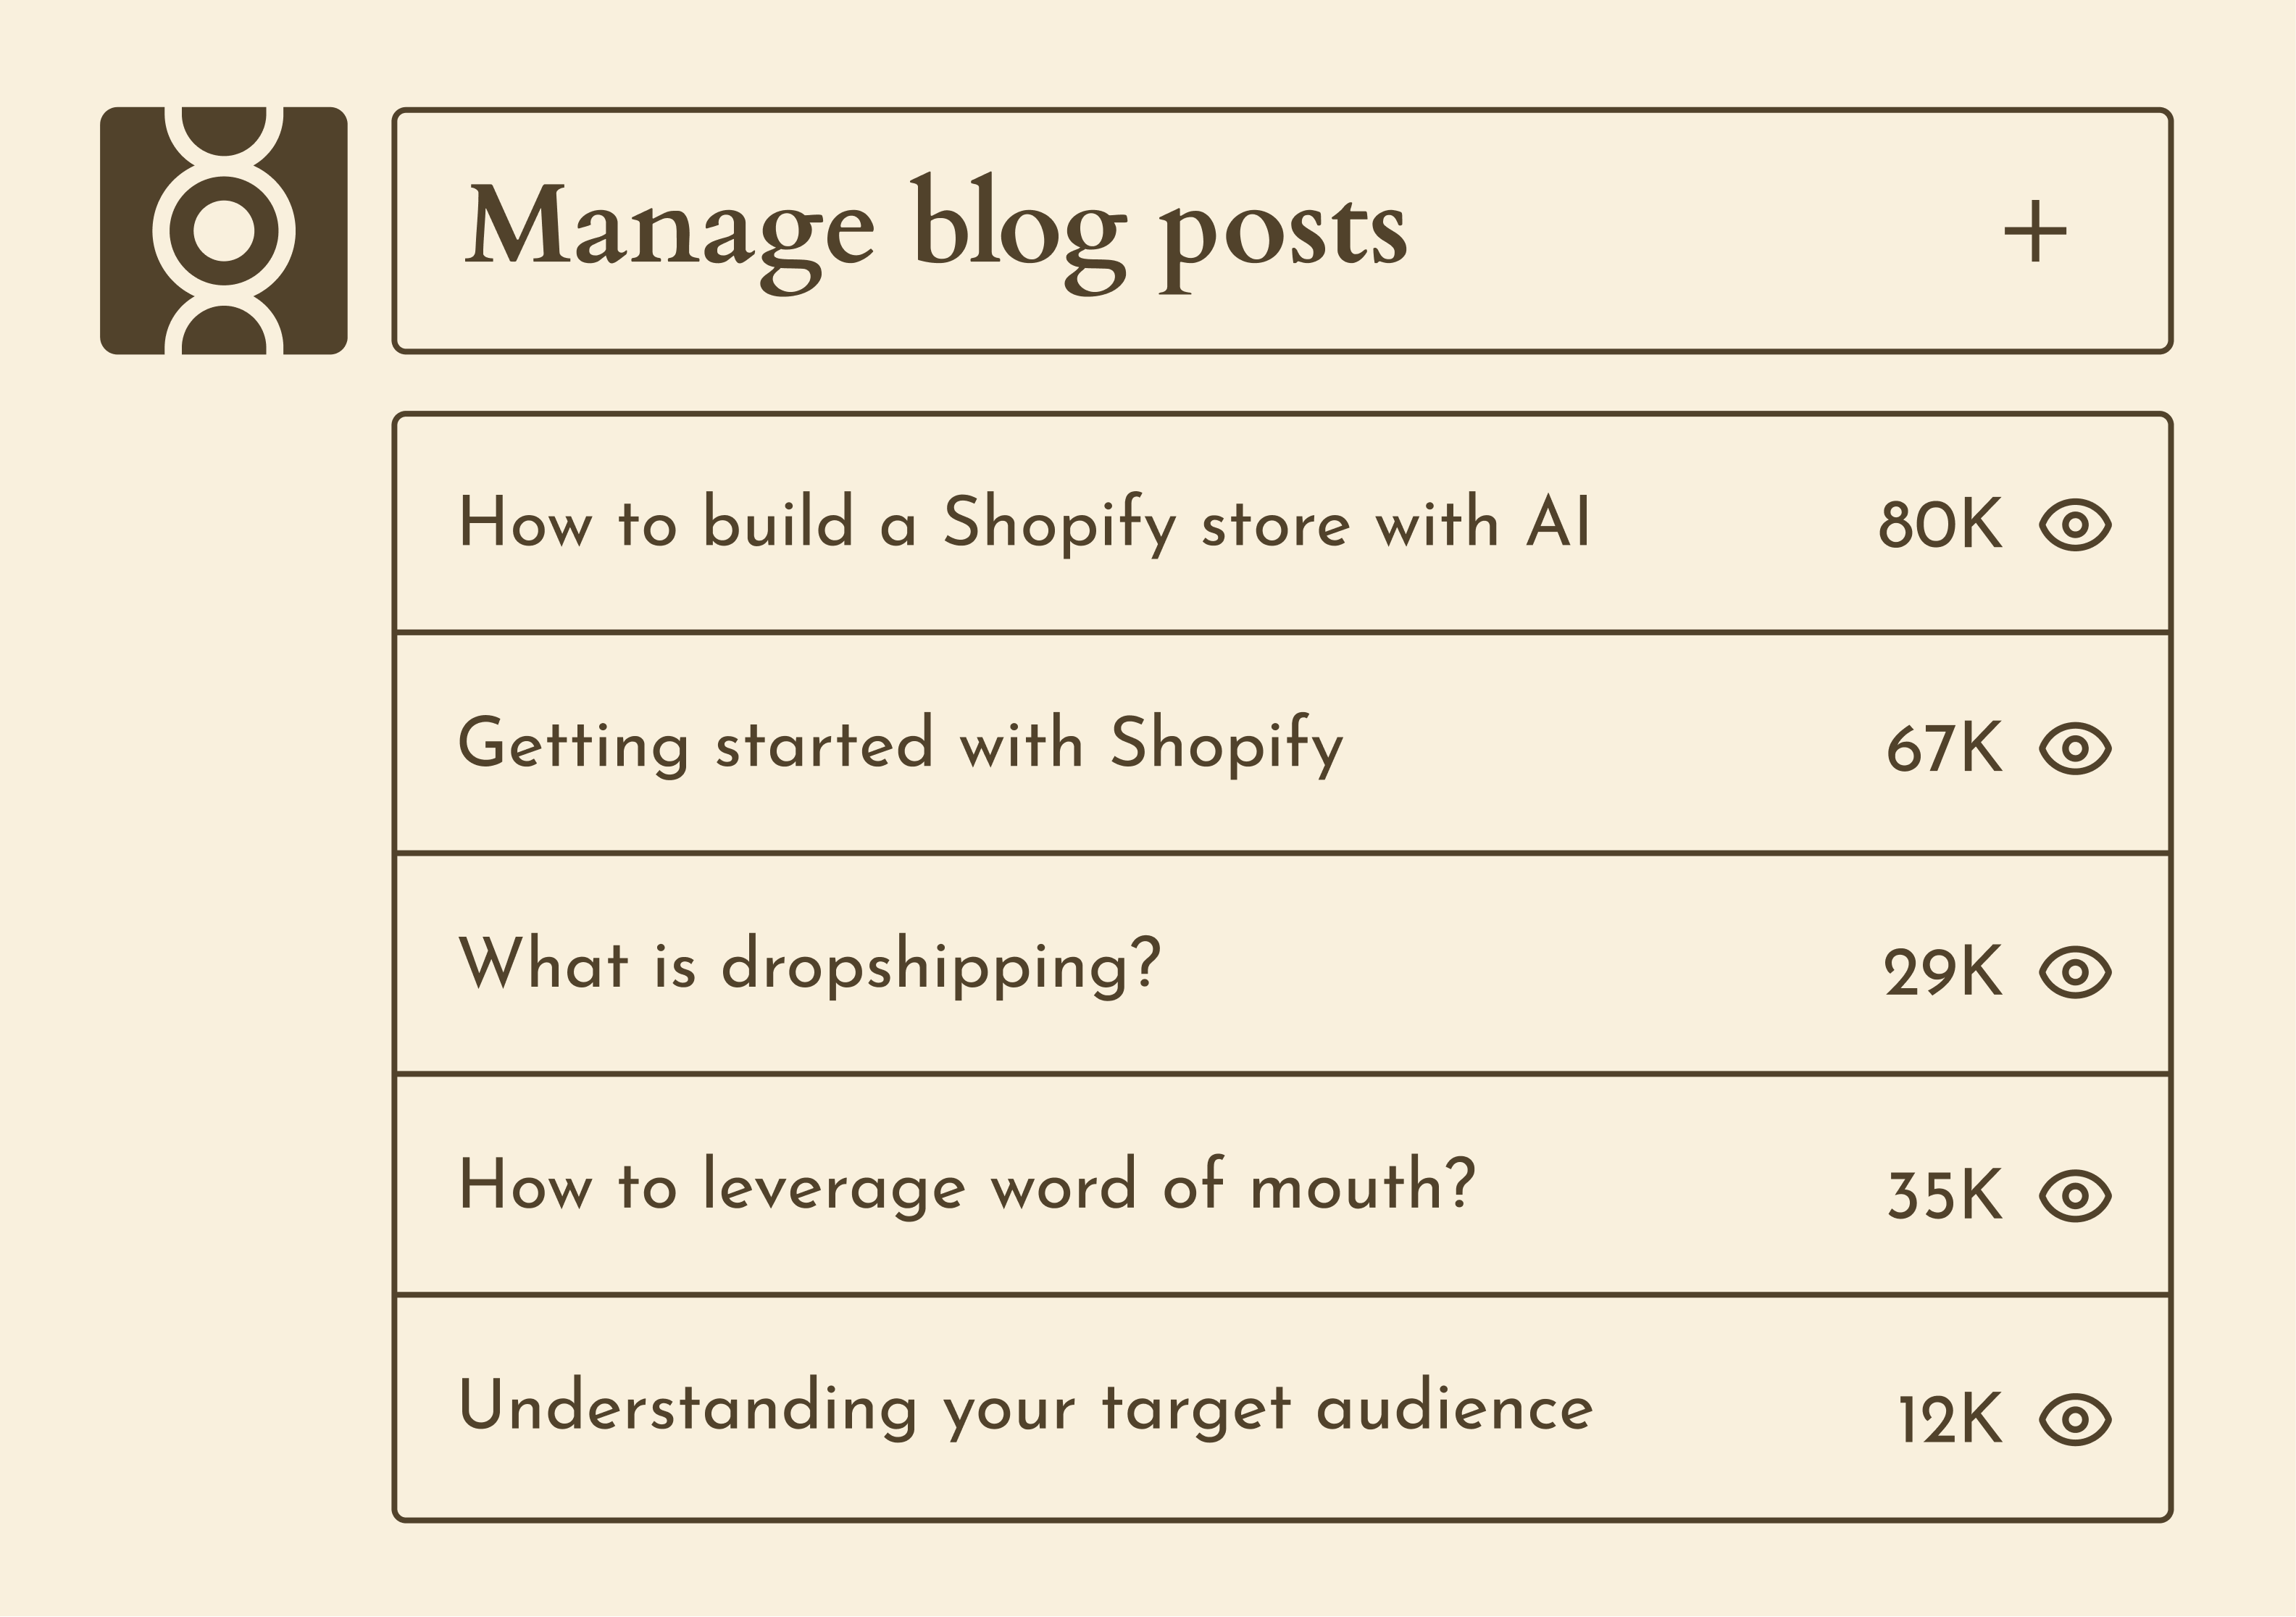 Manage blog posts +
How to build a Shopify store with AI 80K
Getting started with Shopify 67K
What is dropshipping? 29K
How to leverage word of mouth? 35K
Understanding your target audience 12K